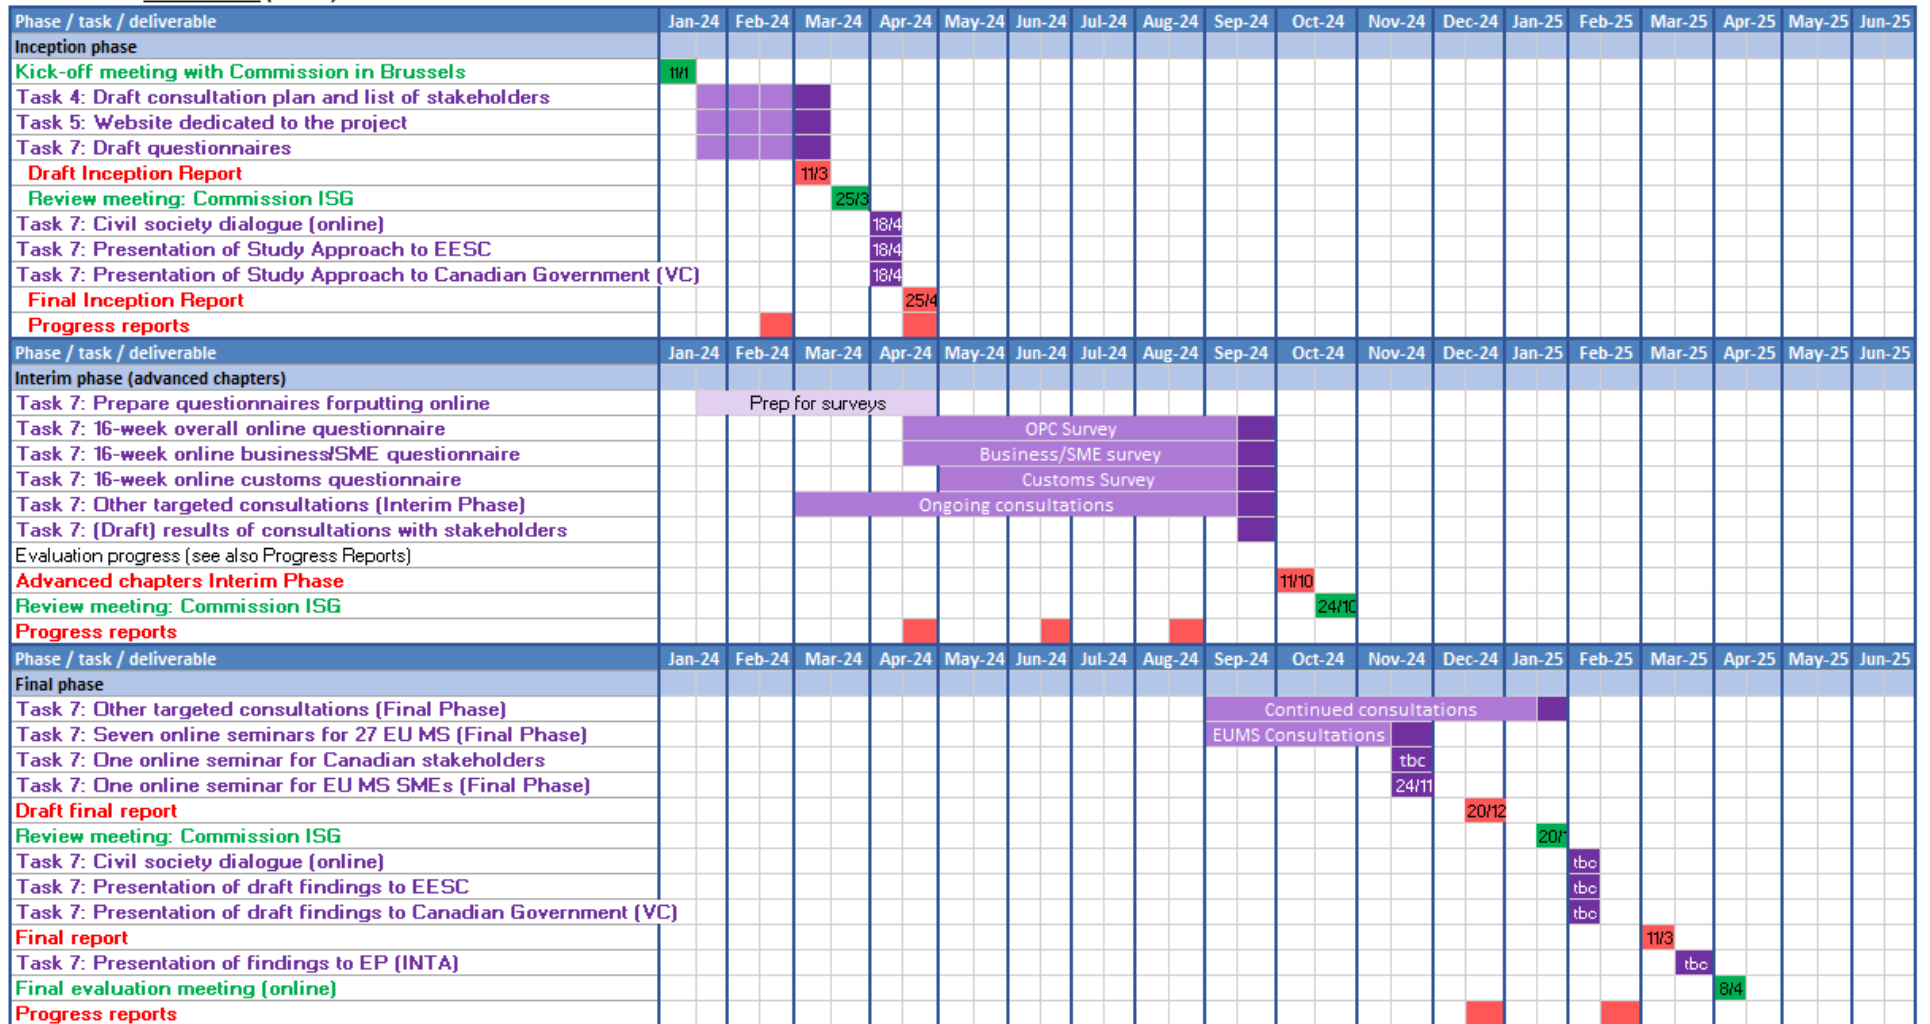 Phase / task / deliverable Jan-24 Feb-24 Mar-24 Apr-24 May-24 Jun-24 Jul-24 Aug-24 Sep-24 Oct-24 Nov-24 Dec-24 Jan-25 Feb-25 Mar-25 Apr-25 May-25 Jun-25
Inception phase
Kick-off meeting with Commission in Brussels 11/1
Task 4: Draft consultation plan and list of stakeholders
Task 5: Website dedicated to the project
Task 7: Draft questionnaires
Draft Inception Report 11/3
Review meeting: Commission ISG 25/3
Task 7: Civil society dialogue (online) 18/4
Task 7: Presentation of Study Approach to EESC 18/4
Task 7: Presentation of Study Approach to Canadian Government (VC) 18/4
Final Inception Report 25/4
Progress reports
Phase / task / deliverable Jan-24 Feb-24 Mar-24 Apr-24 May-24 Jun-24 Jul-24 Aug-24 Sep-24 Oct-24 Nov-24 Dec-24 Jan-25 Feb-25 Mar-25 Apr-25 May-25 Jun-25
Interim phase (advanced chapters)
Task 7: Prepare questionnaires forputting online Prep for surveys
Task 7: 16-week overall online questionnaire OPC Survey
Task 7: 16-week online business/SME questionnaire Business/SME survey
Task 7: 16-week online customs questionnaire Customs Survey
Task 7: Other targeted consultations (Interim Phase) Ongoing consultations
Task 7: (Draft) results of consultations with stakeholders
Evaluation progress (see also Progress Reports)
Advanced chapters Interim Phase 11/10
Review meeting: Commission ISG 24/10
Progress reports
Phase / task / deliverable Jan-24 Feb-24 Mar-24 Apr-24 May-24 Jun-24 Jul-24 Aug-24 Sep-24 Oct-24 Nov-24 Dec-24 Jan-25 Feb-25 Mar-25 Apr-25 May-25 Jun-25
Final phase
Task 7: Other targeted consultations (Final Phase) Continued consultations
Task 7: Seven online seminars for 27 EU MS (Final Phase) EUMS Consultations
Task 7: One online seminar for Canadian stakeholders tbc
Task 7: One online seminar for EU MS SMEs (Final Phase) 24/11
Draft final report 20/12
Review meeting: Commission ISG 20/1
Task 7: Civil society dialogue (online) tbc
Task 7: Presentation of draft findings to EESC tbc
Task 7: Presentation of draft findings to Canadian Government (VC) tbc
Final report 11/3
Task 7: Presentation of findings to EP (INTA) tbc
Final evaluation meeting (online) 8/4
Progress reports